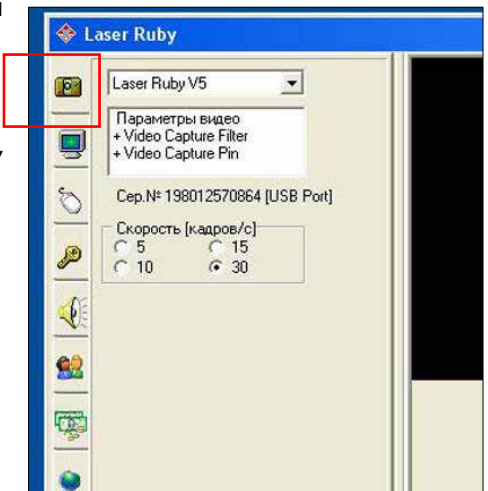 Laser Ruby
Laser Ruby V5
Параметры видео
+ Video Capture Filter
+ Video Capture Pin
Сер.№ 198012570864 [USB Port]
Скорость [кадров/с]
5 15
10 30